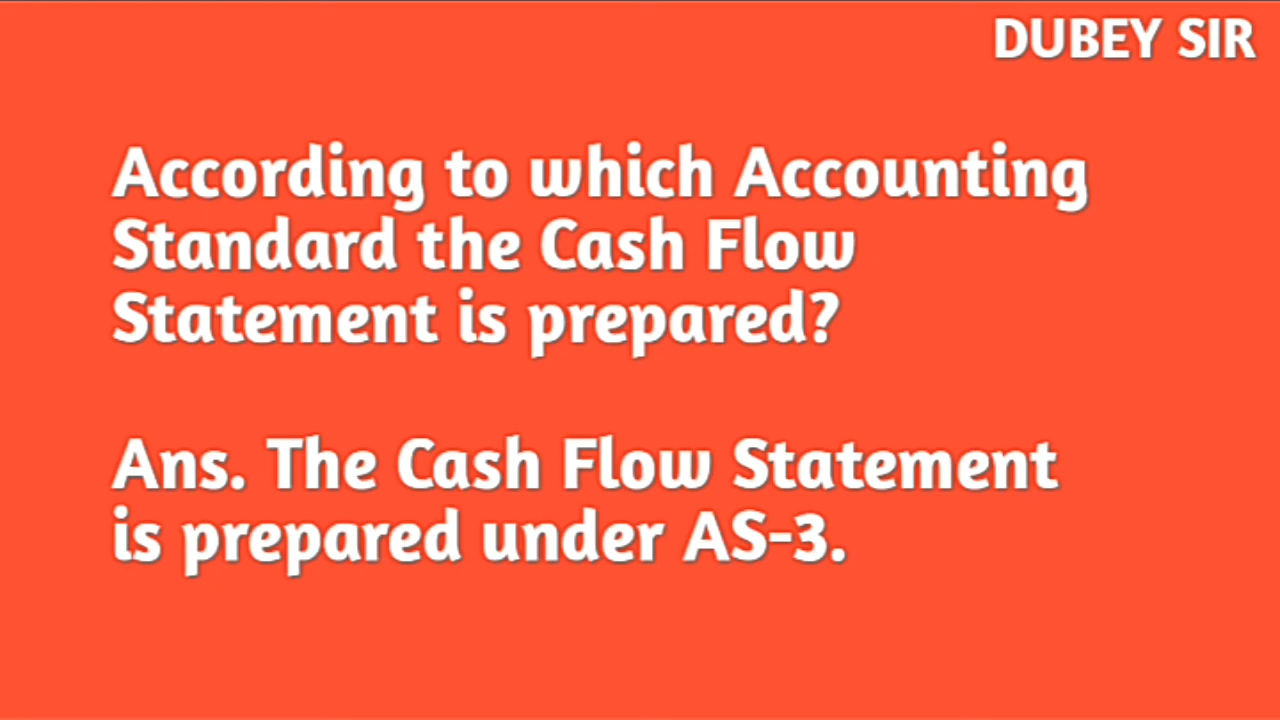 DUBEY SIR
According to which Accounting
Standard the Cash Flow
Statement is prepared?
Ans. The Cash Flow Statement
is prepared under AS-3.